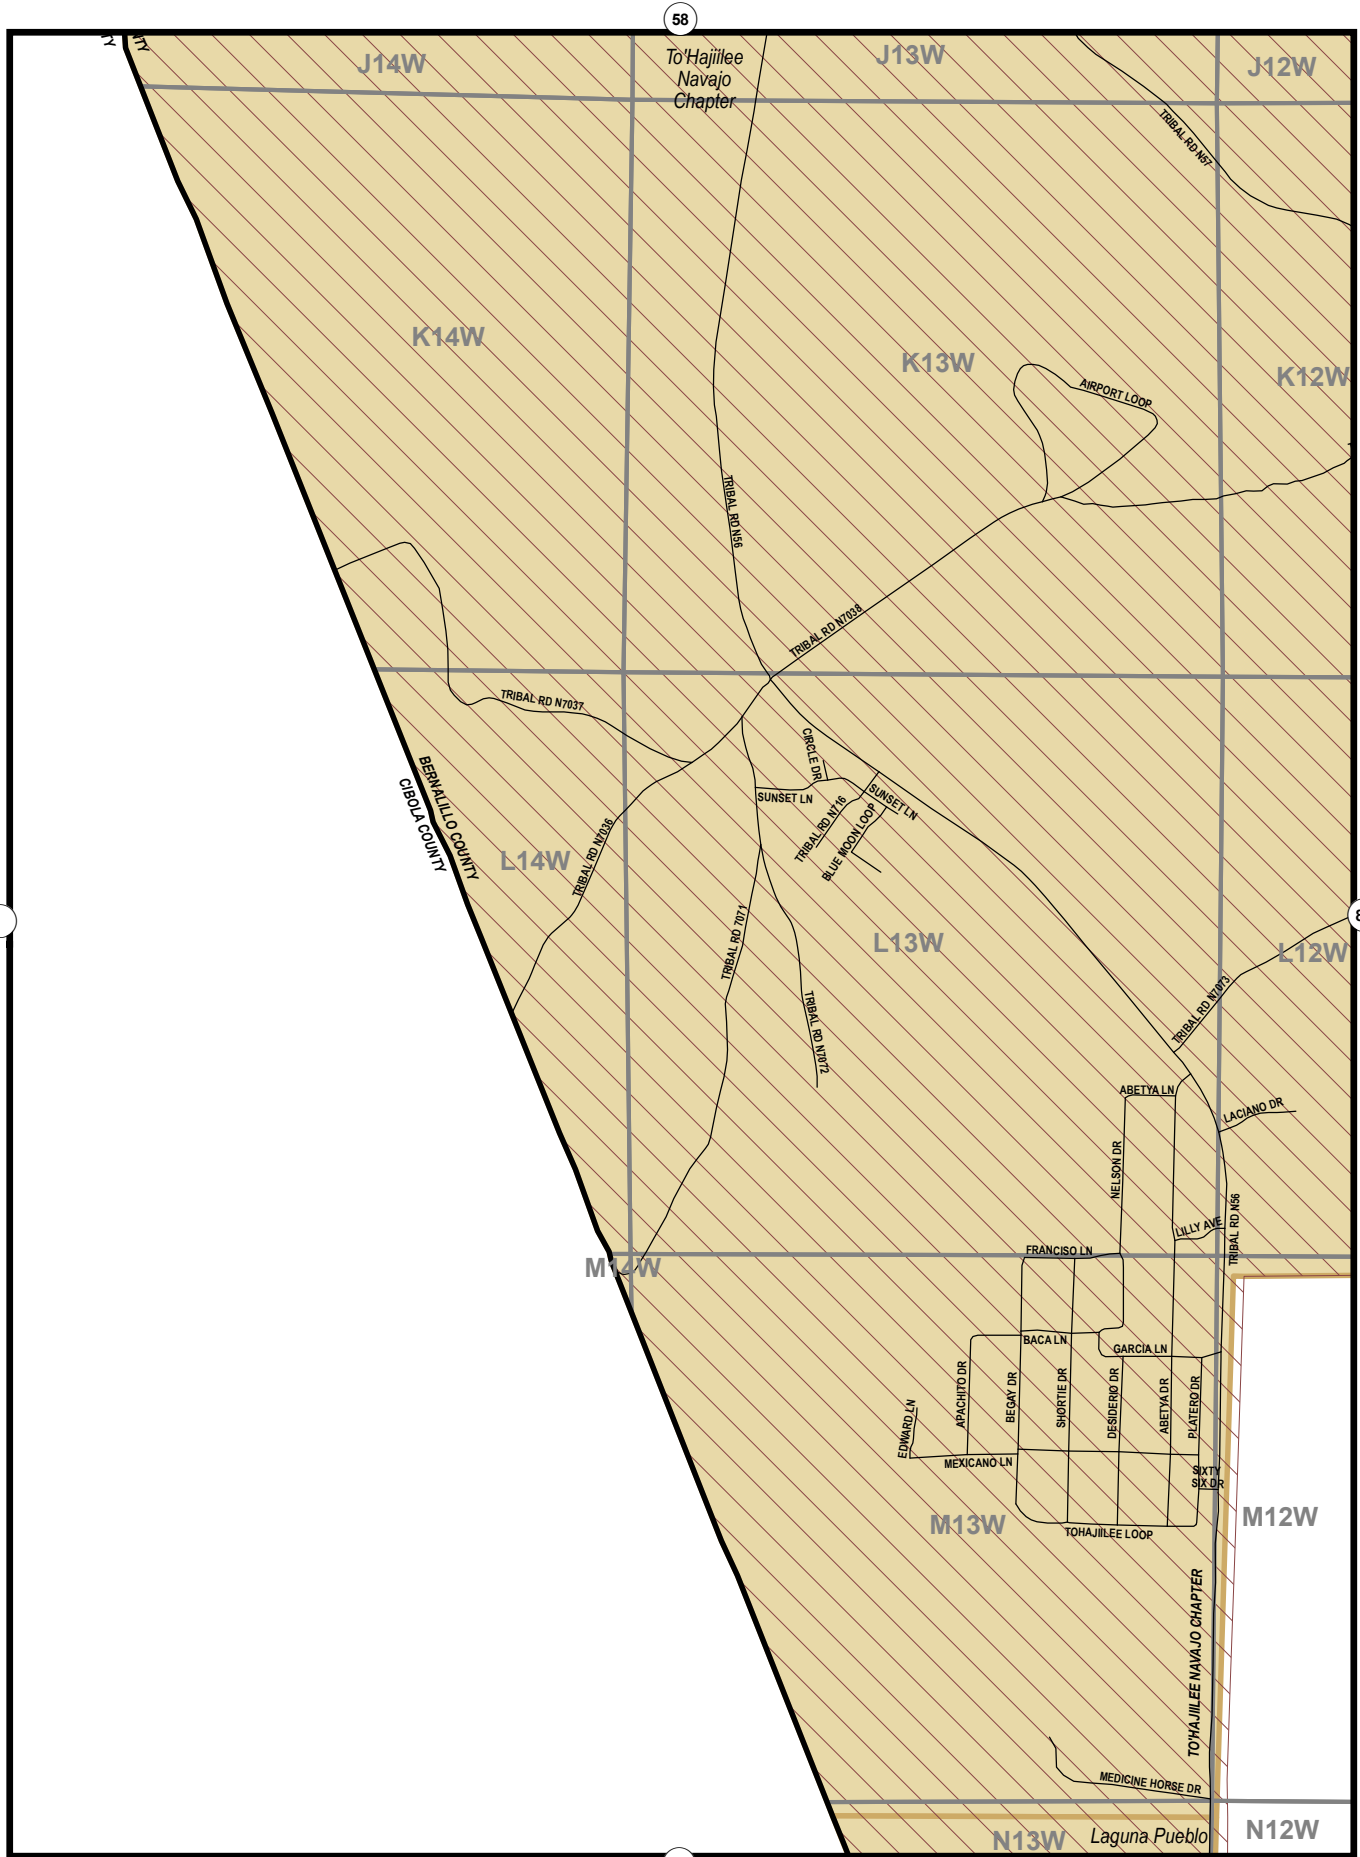 58
TY
NTY
J14W
To'Hajiilee
Navajo
Chapter
J13W
J12W
TRIBAL RD N57
K14W
K13W
K12W
AIRPORT LOOP
TRIBAL RD N56
TRIBAL RD N7038
TRIBAL RD N7037
CIRCLE DR
SUNSET LN
SUNSET LN
TRIBAL RD N716
BLUE MOON LOOP
BERNALILLO COUNTY
CIBOLA COUNTY
L14W
TRIBAL RD N7036
TRIBAL RD 7071
L13W
L12W
TRIBAL RD N7073
TRIBAL RD N7072
ABETYA LN
LACIANO DR
NELSON DR
LILLY AVE
TRIBAL RD N56
FRANCISO LN
M14W
BACA LN
GARCIA LN
APACHITO DR
BEGAY DR
SHORTIE DR
DESIDERIO DR
ABETYA DR
PLATERO DR
EDWARD LN
MEXICANO LN
SIXTY
SIX DR
M13W
TOHAJIILEE LOOP
M12W
TO'HAJIILEE NAVAJO CHAPTER
MEDICINE HORSE DR
N13W
Laguna Pueblo
N12W